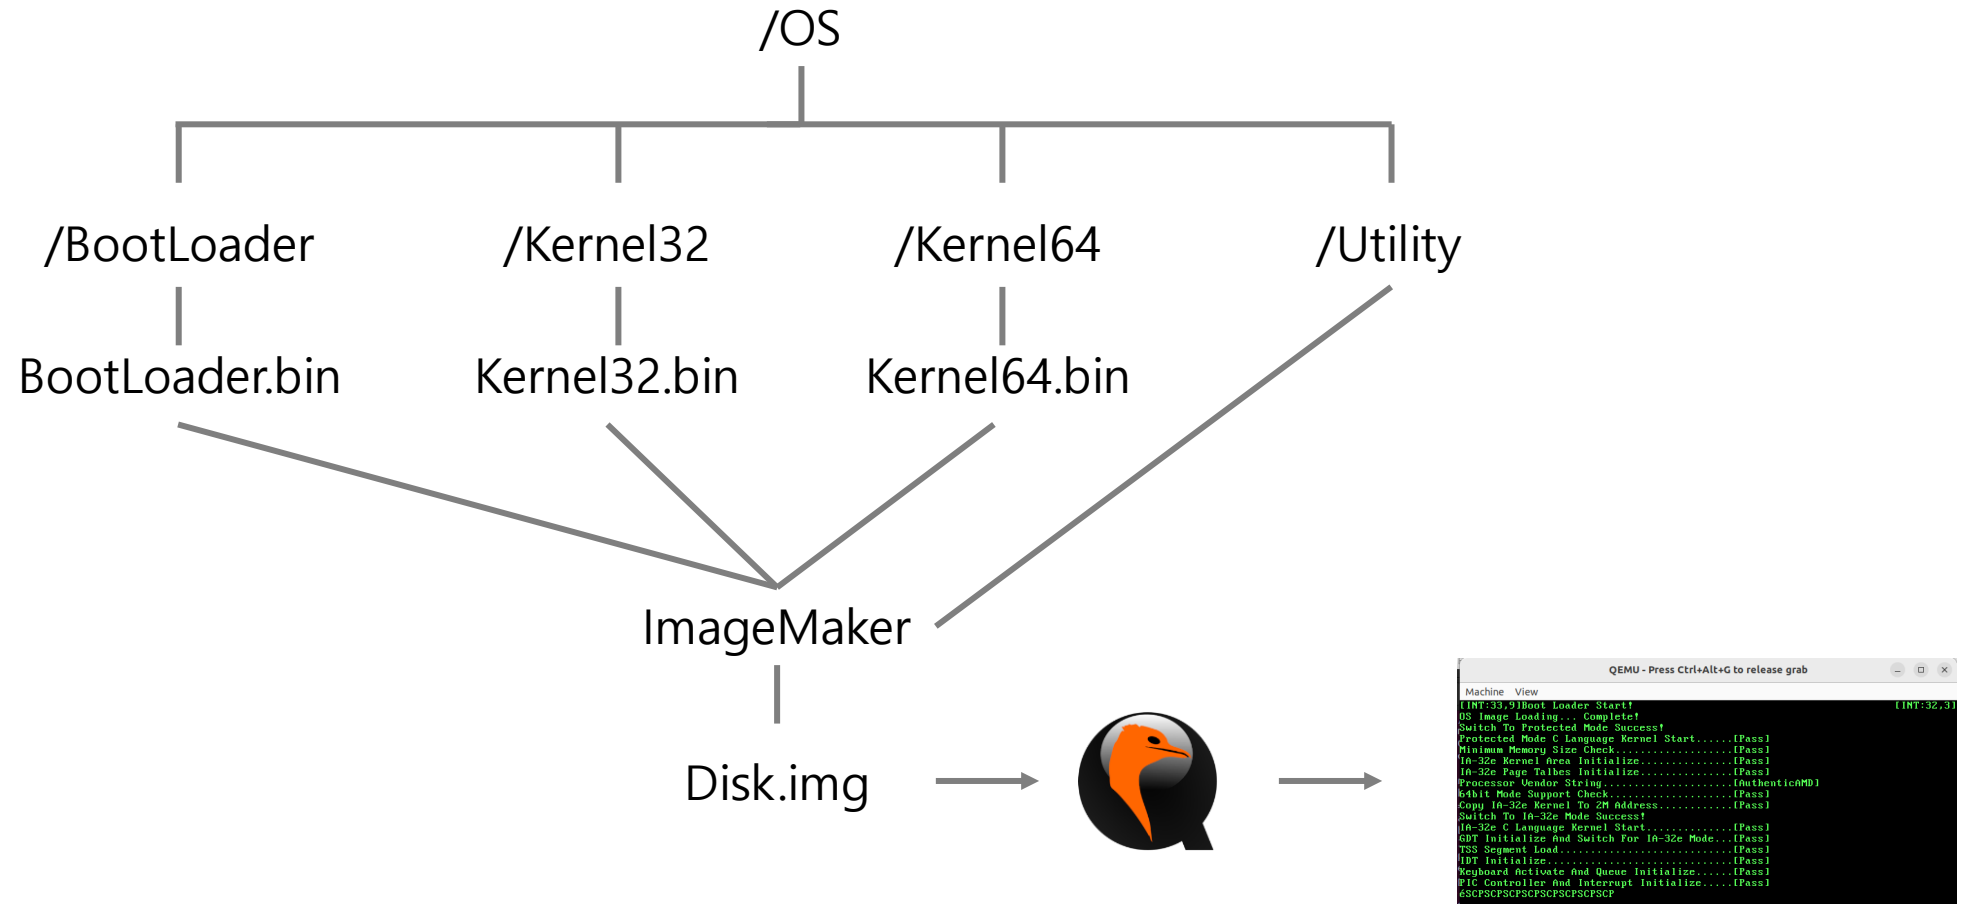 /OS
/BootLoader /Kernel32 /Kernel64 /Utility
BootLoader.bin Kernel32.bin Kernel64.bin
ImageMaker
Disk.img
QEMU - Press Ctrl+Alt+G to release grab
Machine View
[INT:33,9]Boot Loader Start! [INT:32,3]
OS Image Loading... Complete!
Switch To Protected Mode Success!
Protected Mode C Language Kernel Start......[Pass]
Minimum Memory Size Check...................[Pass]
IA-32e Kernel Area Initialize...............[Pass]
IA-32e Page Talbes Initialize...............[Pass]
Processor Vendor String.....................[AuthenticAMD]
64bit Mode Support Check....................[Pass]
Copy IA-32e Kernel To 2M Address............[Pass]
Switch To IA-32e Mode Success!
IA-32e C Language Kernel Start..............[Pass]
GDT Initialize And Switch For IA-32e Mode...[Pass]
TSS Segment Load............................[Pass]
IDT Initialize..............................[Pass]
Keyboard Activate And Queue Initialize......[Pass]
PIC Controller And Interrupt Initialize.....[Pass]
éSCPSCPSCPSCPSCPSCPSCPSCP